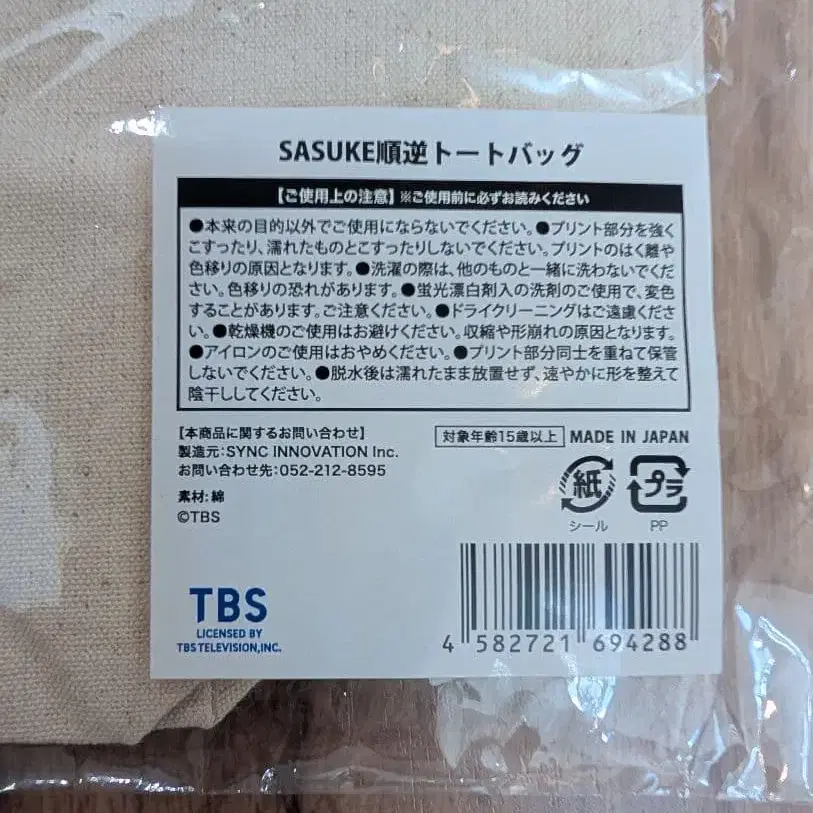 SASUKE順逆トートバッグ
【ご使用上の注意】※ご使用前に必ずお読みください
●本来の目的以外でご使用にならないでください。●プリント部分を強く
こすったり、濡れたものとこすったりしないでください。プリントのはく離や
色移りの原因となります。●洗濯の際は、他のものと一緒に洗わないでくだ
さい。色移りの恐れがあります。●蛍光漂白剤入の洗剤のご使用で、変色
することがあります。ご注意ください。●ドライクリーニングはご遠慮くださ
い。●乾燥機のご使用はお避けください。収縮や形崩れの原因となります。
●アイロンのご使用はおやめください。●プリント部分同士を重ねて保管
しないでください。●脱水後は濡れたまま放置せず、速やかに形を整えて
陰干ししてください。
【本商品に関するお問い合わせ】
製造元:SYNC INNOVATION Inc.
お問い合わせ先:052-212-8595
素材:綿
©TBS
対象年齢15歳以上 MADE IN JAPAN
紙 プラ
シール PP
TBS
LICENSED BY
TBS TELEVISION,INC.
4 582721 694288